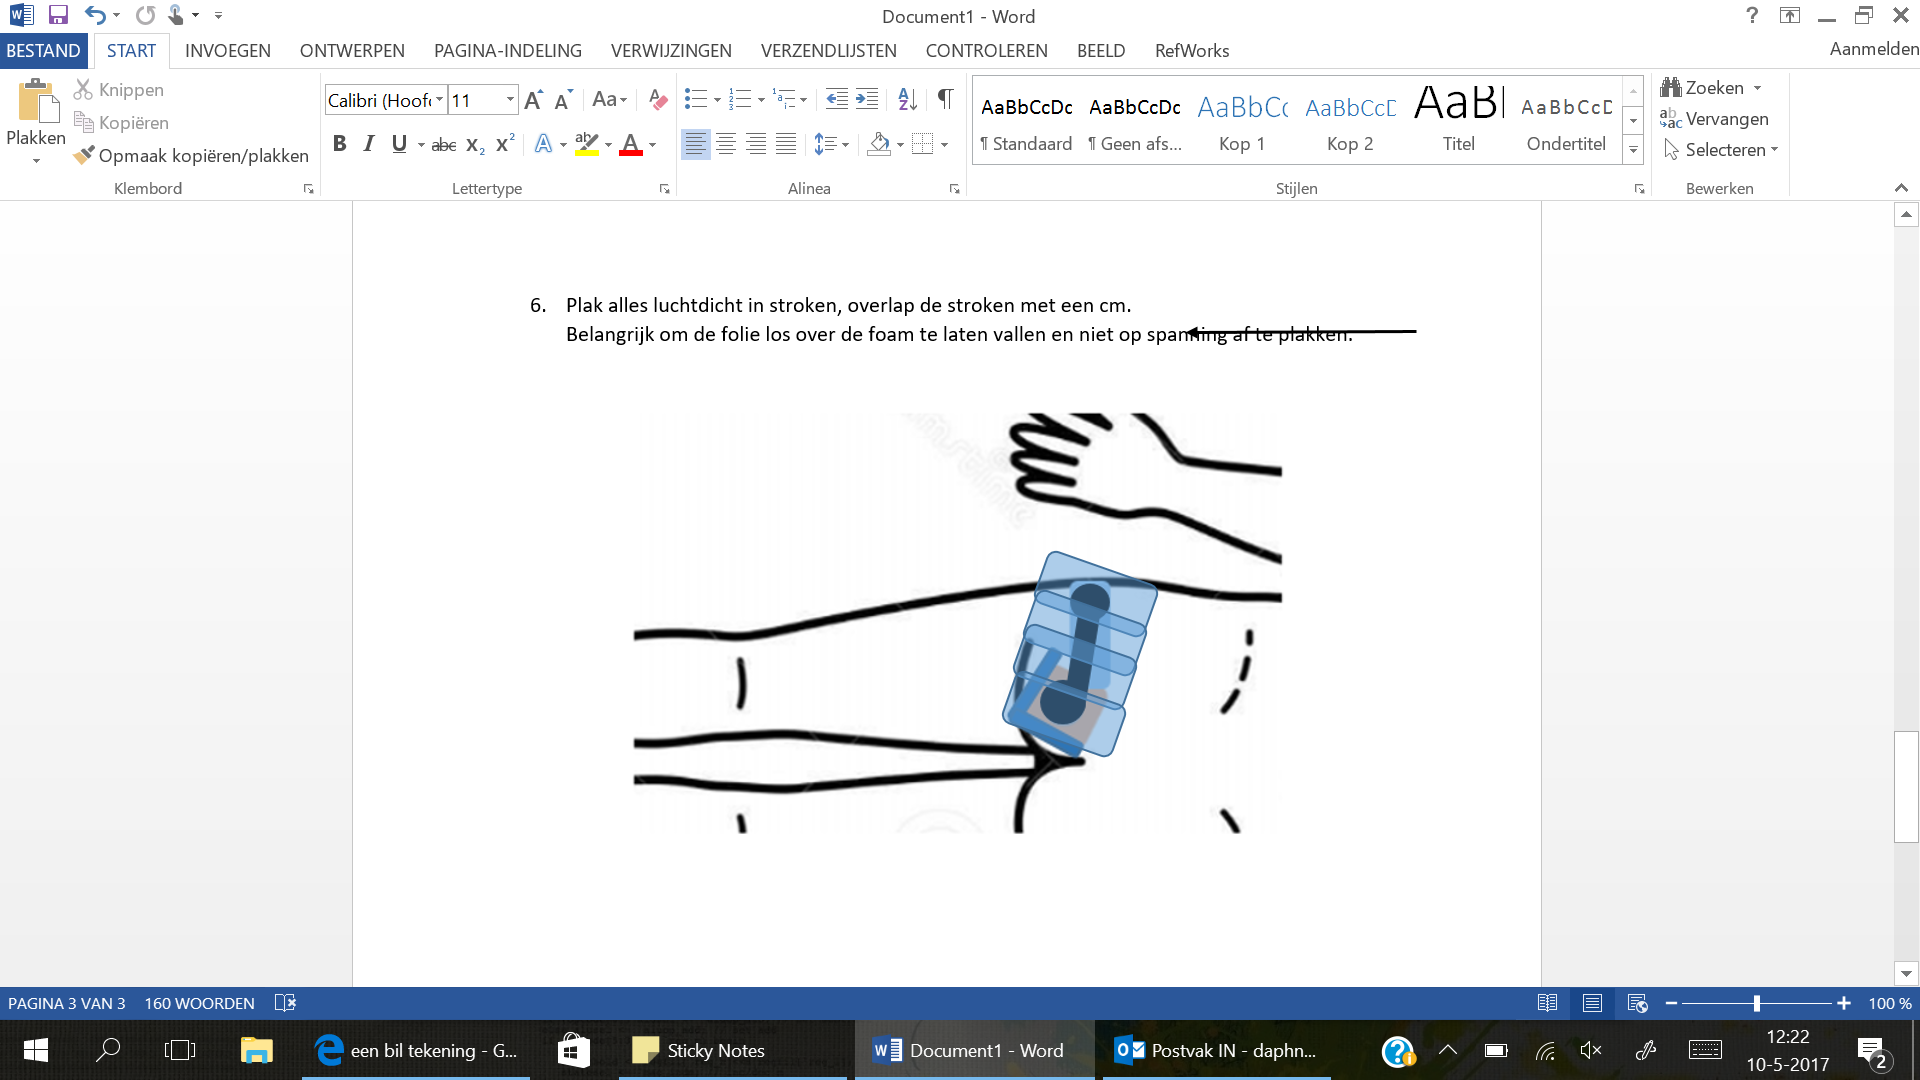 Document1 - Word
BESTAND START INVOEGEN ONTWERPEN PAGINA-INDELING VERWIJZINGEN VERZENDLIJSTEN CONTROLEREN BEELD RefWorks Aanmelden
Plakken
Knippen
Kopiëren
Opmaak kopiëren/plakken
Klembord
Calibri (Hoof 11
Aa
B I U abc X₂ X²
Lettertype
Alinea
AaBbCcDc AaBbCcDc AaBbCc AaBbCcD AaBl AaBbCcD
¶ Standaard ¶ Geen afs... Kop 1 Kop 2 Titel Ondertitel
Stijlen
Zoeken
Vervangen
Selecteren
Bewerken
6. Plak alles luchtdicht in stroken, overlap de stroken met een cm.
Belangrijk om de folie los over de foam te laten vallen en niet op spanning af te plakken.
PAGINA 3 VAN 3 160 WOORDEN 100 %
een bil tekening - G... Sticky Notes Document1 - Word Postvak IN - daphn...
12:22
10-5-2017
2